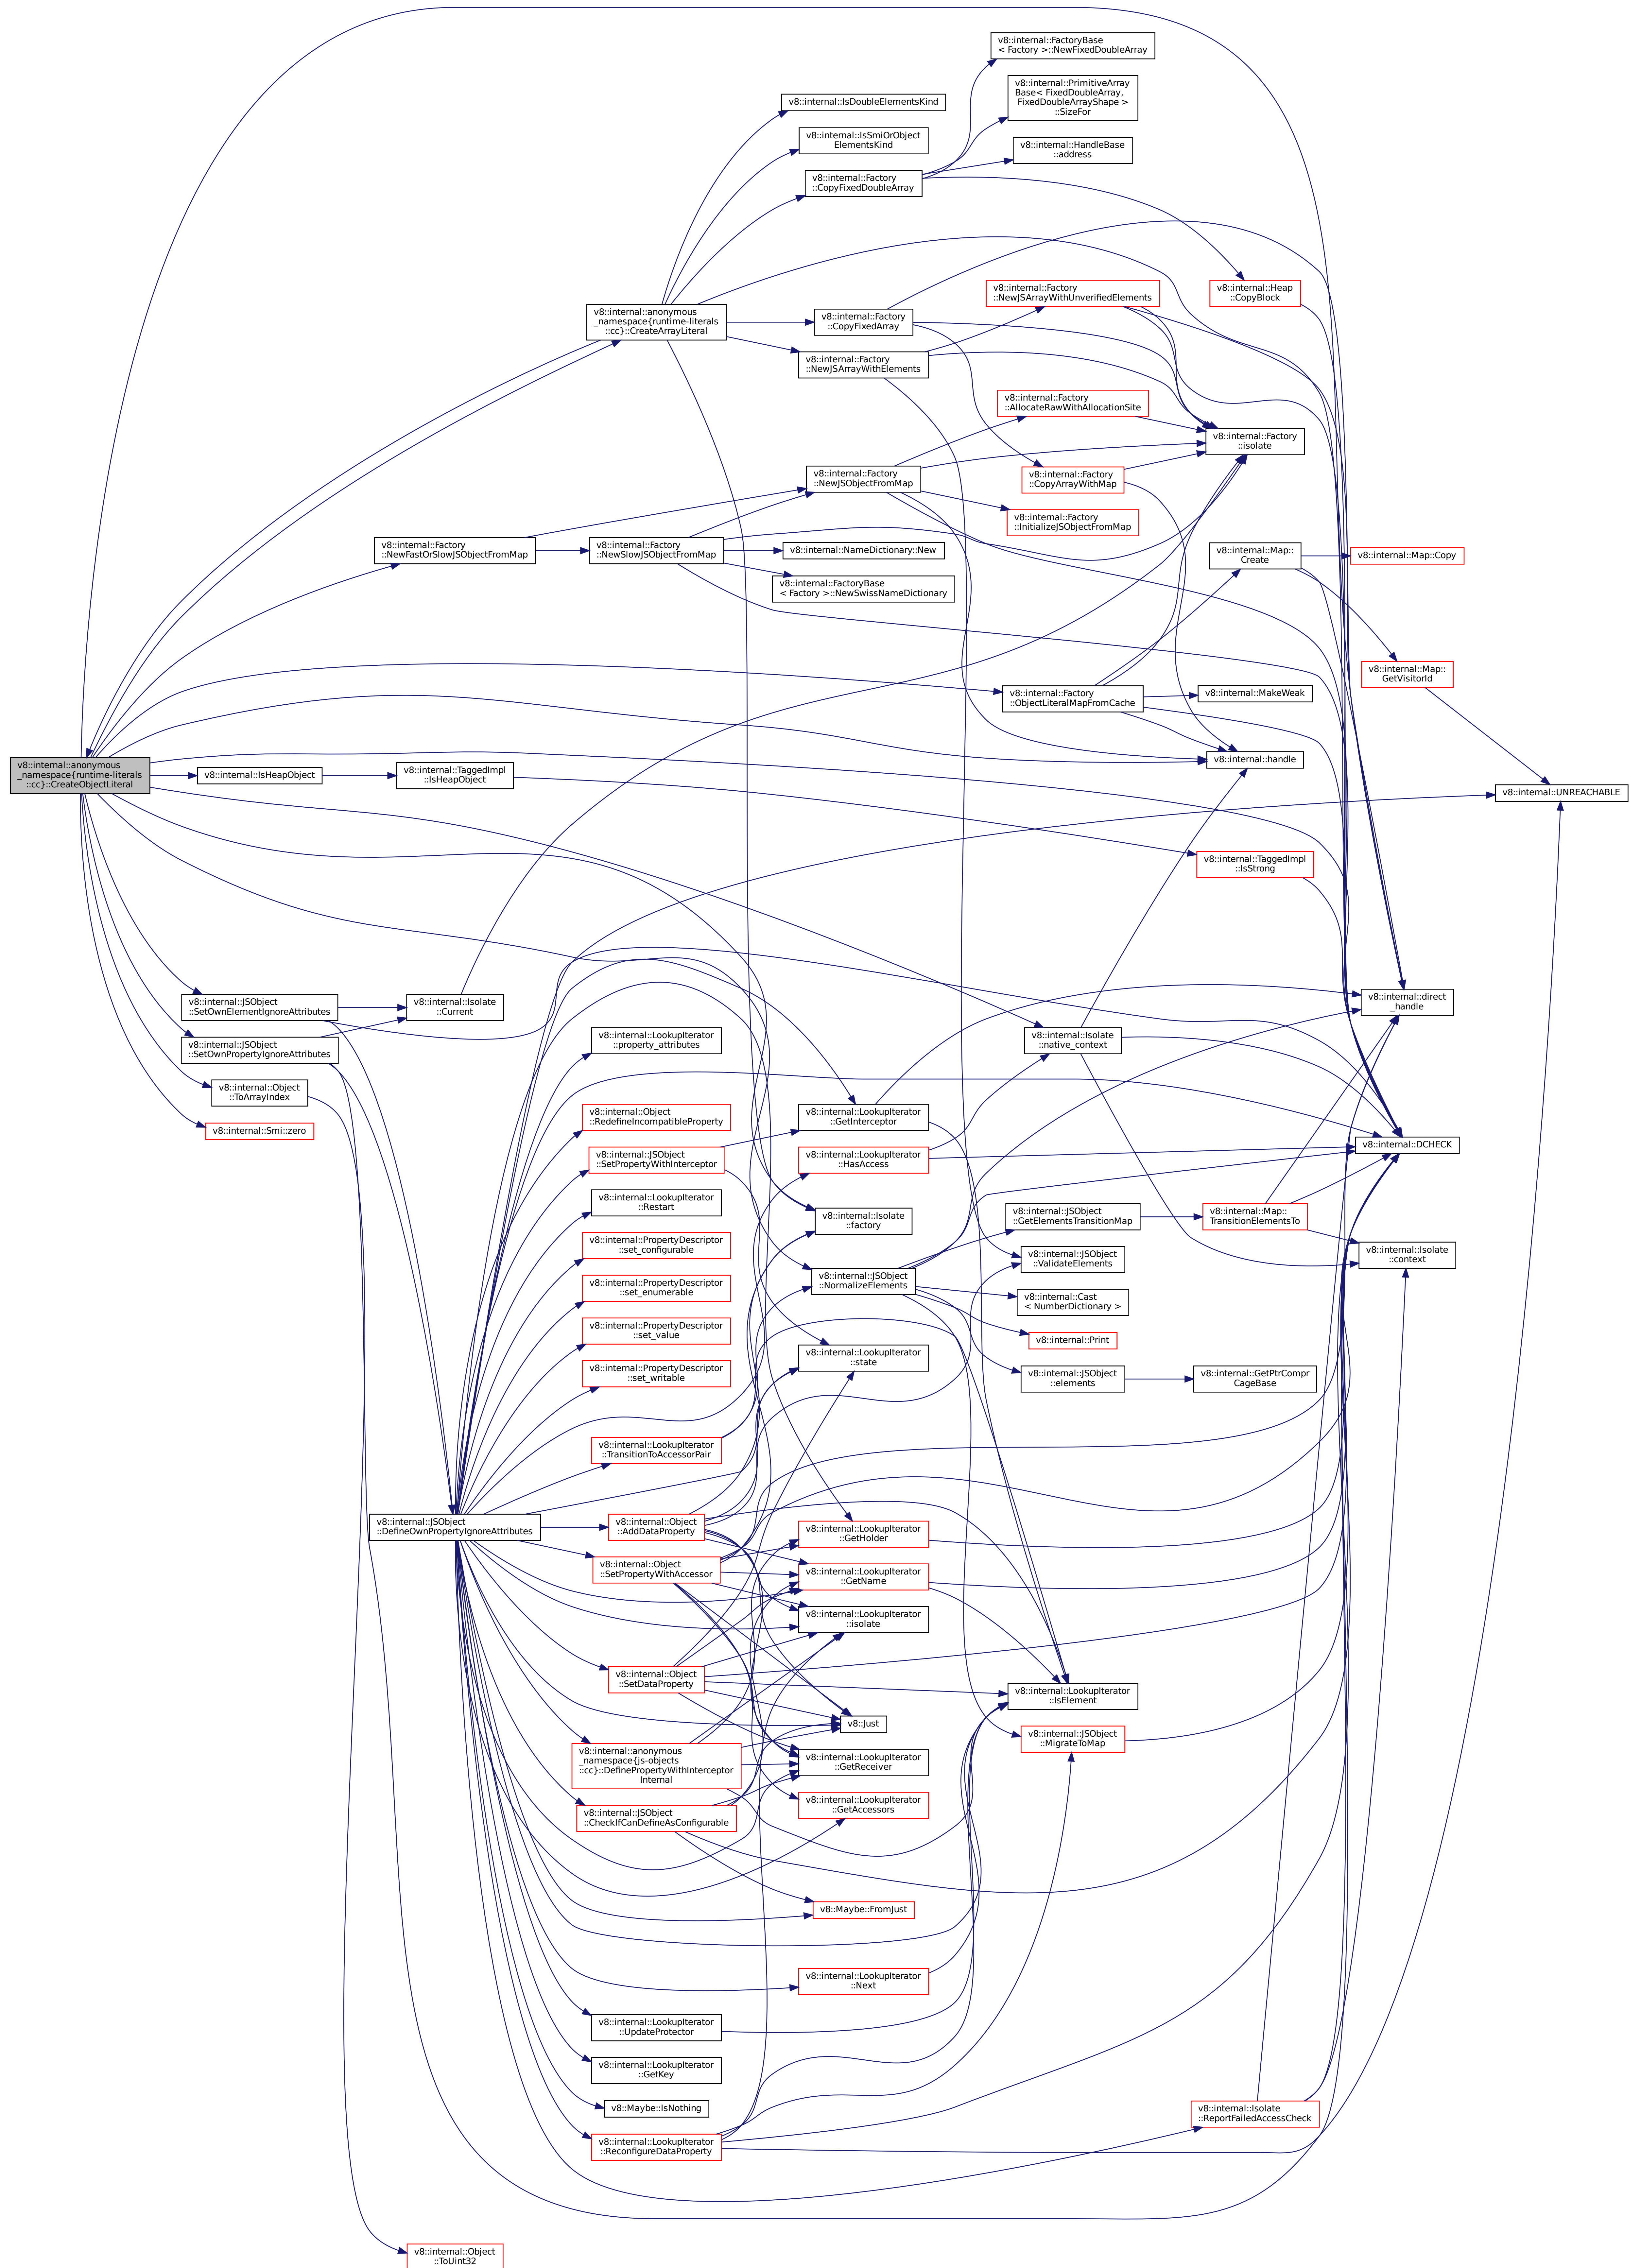 v8::internal::FactoryBase
< Factory >::NewFixedDoubleArray
v8::internal::PrimitiveArray
Base< FixedDoubleArray,
FixedDoubleArrayShape >
::SizeFor
v8::internal::IsDoubleElementsKind
v8::internal::IsSmiOrObject
ElementsKind
v8::internal::HandleBase
::address
v8::internal::Factory
::CopyFixedDoubleArray
v8::internal::Factory
::NewJSArrayWithUnverifiedElements
v8::internal::Heap
::CopyBlock
v8::internal::anonymous
_namespace{runtime-literals
::cc}::CreateArrayLiteral
v8::internal::Factory
::CopyFixedArray
v8::internal::Factory
::NewJSArrayWithElements
v8::internal::Factory
::AllocateRawWithAllocationSite
v8::internal::Factory
::isolate
v8::internal::Factory
::NewJSObjectFromMap
v8::internal::Factory
::CopyArrayWithMap
v8::internal::Factory
::InitializeJSObjectFromMap
v8::internal::Factory
::NewFastOrSlowJSObjectFromMap
v8::internal::Factory
::NewSlowJSObjectFromMap
v8::internal::NameDictionary::New
v8::internal::Map::
Create
v8::internal::Map::Copy
v8::internal::FactoryBase
< Factory >::NewSwissNameDictionary
v8::internal::Map::
GetVisitorId
v8::internal::Factory
::ObjectLiteralMapFromCache
v8::internal::MakeWeak
v8::internal::handle
v8::internal::anonymous
_namespace{runtime-literals
::cc}::CreateObjectLiteral
v8::internal::IsHeapObject
v8::internal::TaggedImpl
::IsHeapObject
v8::internal::UNREACHABLE
v8::internal::TaggedImpl
::IsStrong
v8::internal::JSObject
::SetOwnElementIgnoreAttributes
v8::internal::Isolate
::Current
v8::internal::direct
_handle
v8::internal::JSObject
::SetOwnPropertyIgnoreAttributes
v8::internal::LookupIterator
::property_attributes
v8::internal::Isolate
::native_context
v8::internal::Object
::ToArrayIndex
v8::internal::Smi::zero
v8::internal::Object
::RedefineIncompatibleProperty
v8::internal::LookupIterator
::GetInterceptor
v8::internal::DCHECK
v8::internal::JSObject
::SetPropertyWithInterceptor
v8::internal::LookupIterator
::HasAccess
v8::internal::LookupIterator
::Restart
v8::internal::Isolate
::factory
v8::internal::JSObject
::GetElementsTransitionMap
v8::internal::Map::
TransitionElementsTo
v8::internal::PropertyDescriptor
::set_configurable
v8::internal::JSObject
::ValidateElements
v8::internal::Isolate
::context
v8::internal::PropertyDescriptor
::set_enumerable
v8::internal::JSObject
::NormalizeElements
v8::internal::Cast
< NumberDictionary >
v8::internal::PropertyDescriptor
::set_value
v8::internal::Print
v8::internal::PropertyDescriptor
::set_writable
v8::internal::LookupIterator
::state
v8::internal::JSObject
::elements
v8::internal::GetPtrCompr
CageBase
v8::internal::LookupIterator
::TransitionToAccessorPair
v8::internal::JSObject
::DefineOwnPropertyIgnoreAttributes
v8::internal::Object
::AddDataProperty
v8::internal::LookupIterator
::GetHolder
v8::internal::Object
::SetPropertyWithAccessor
v8::internal::LookupIterator
::GetName
v8::internal::LookupIterator
::isolate
v8::internal::Object
::SetDataProperty
v8::internal::LookupIterator
::IsElement
v8::Just
v8::internal::JSObject
::MigrateToMap
v8::internal::anonymous
_namespace{js-objects
::cc}::DefinePropertyWithInterceptor
Internal
v8::internal::LookupIterator
::GetReceiver
v8::internal::JSObject
::CheckIfCanDefineAsConfigurable
v8::internal::LookupIterator
::GetAccessors
v8::Maybe::FromJust
v8::internal::LookupIterator
::Next
v8::internal::LookupIterator
::UpdateProtector
v8::internal::LookupIterator
::GetKey
v8::Maybe::IsNothing
v8::internal::Isolate
::ReportFailedAccessCheck
v8::internal::LookupIterator
::ReconfigureDataProperty
v8::internal::Object
::ToUint32